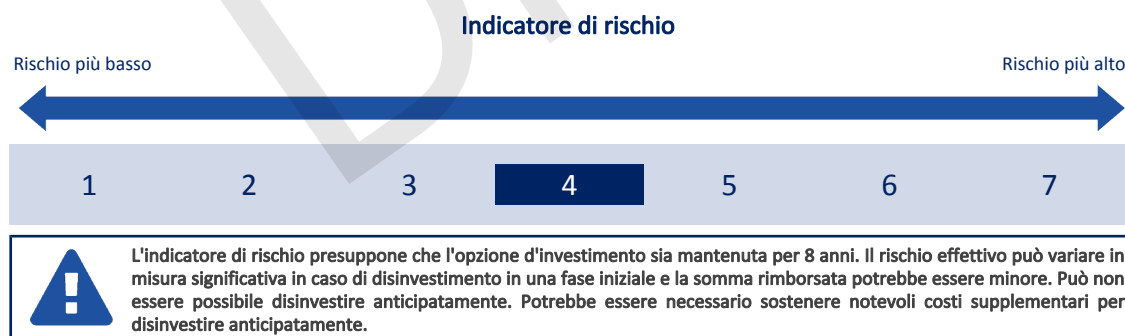 Indicatore di rischio
Rischio più basso
Rischio più alto
1 2 3 4 5 6 7
L'indicatore di rischio presuppone che l'opzione d'investimento sia mantenuta per 8 anni. Il rischio effettivo può variare in
misura significativa in caso di disinvestimento in una fase iniziale e la somma rimborsata potrebbe essere minore. Può non
essere possibile disinvestire anticipatamente. Potrebbe essere necessario sostenere notevoli costi supplementari per
disinvestire anticipatamente.